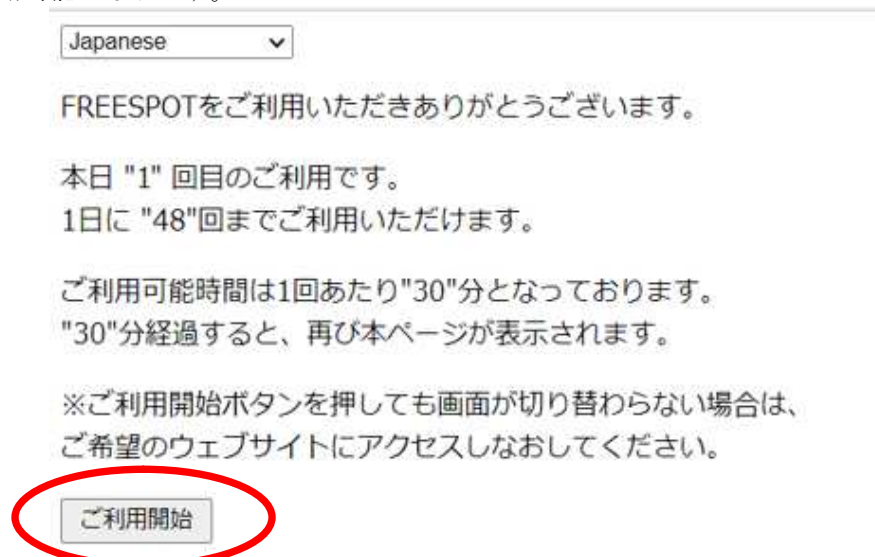 Japanese
FREESPOTをご利用いただきありがとうございます。
本日 "1" 回目のご利用です。
1日に "48"回までご利用いただけます。
ご利用可能時間は1回あたり"30"分となっております。
"30"分経過すると、再び本ページが表示されます。
※ご利用開始ボタンを押しても画面が切り替わらない場合は、
ご希望のウェブサイトにアクセスしなおしてください。
ご利用開始